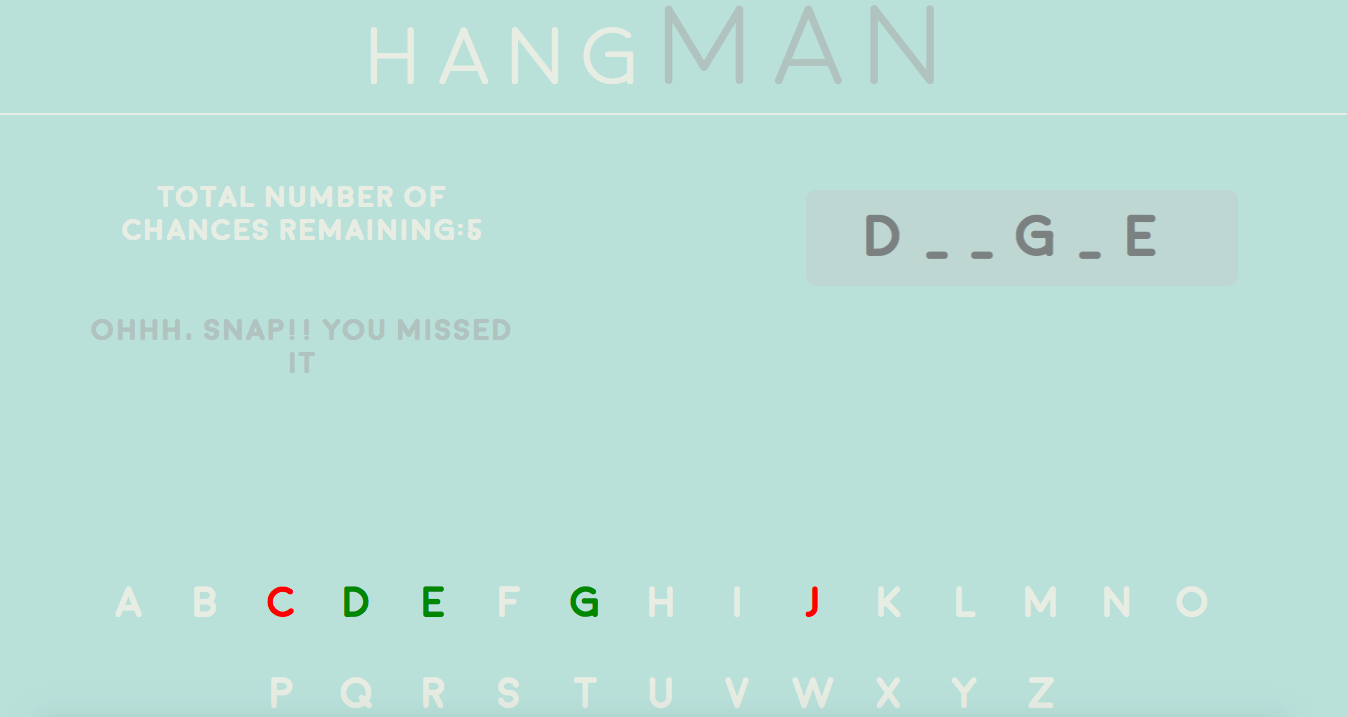 HANGMAN
TOTAL NUMBER OF
CHANCES REMAINING:5
D _ _ G _ E
OHHH. SNAP!! YOU MISSED
IT
A B C D E F G H I J K L M N O
P Q R S T U V W X Y Z